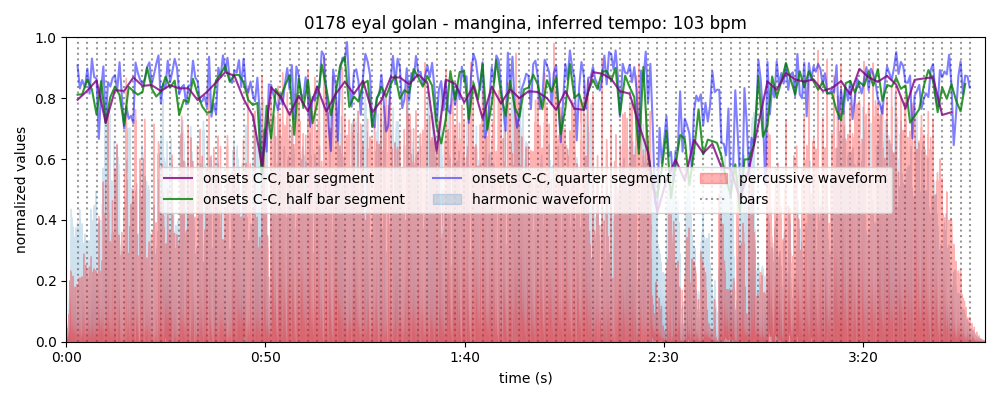 0178 eyal golan - mangina, inferred tempo: 103 bpm
normalized values
1.0
0.8
0.6
0.4
0.2
0.0
onsets C-C, bar segment
onsets C-C, half bar segment
onsets C-C, quarter segment
harmonic waveform
percussive waveform
bars
0:00
0:50
1:40
2:30
3:20
time (s)